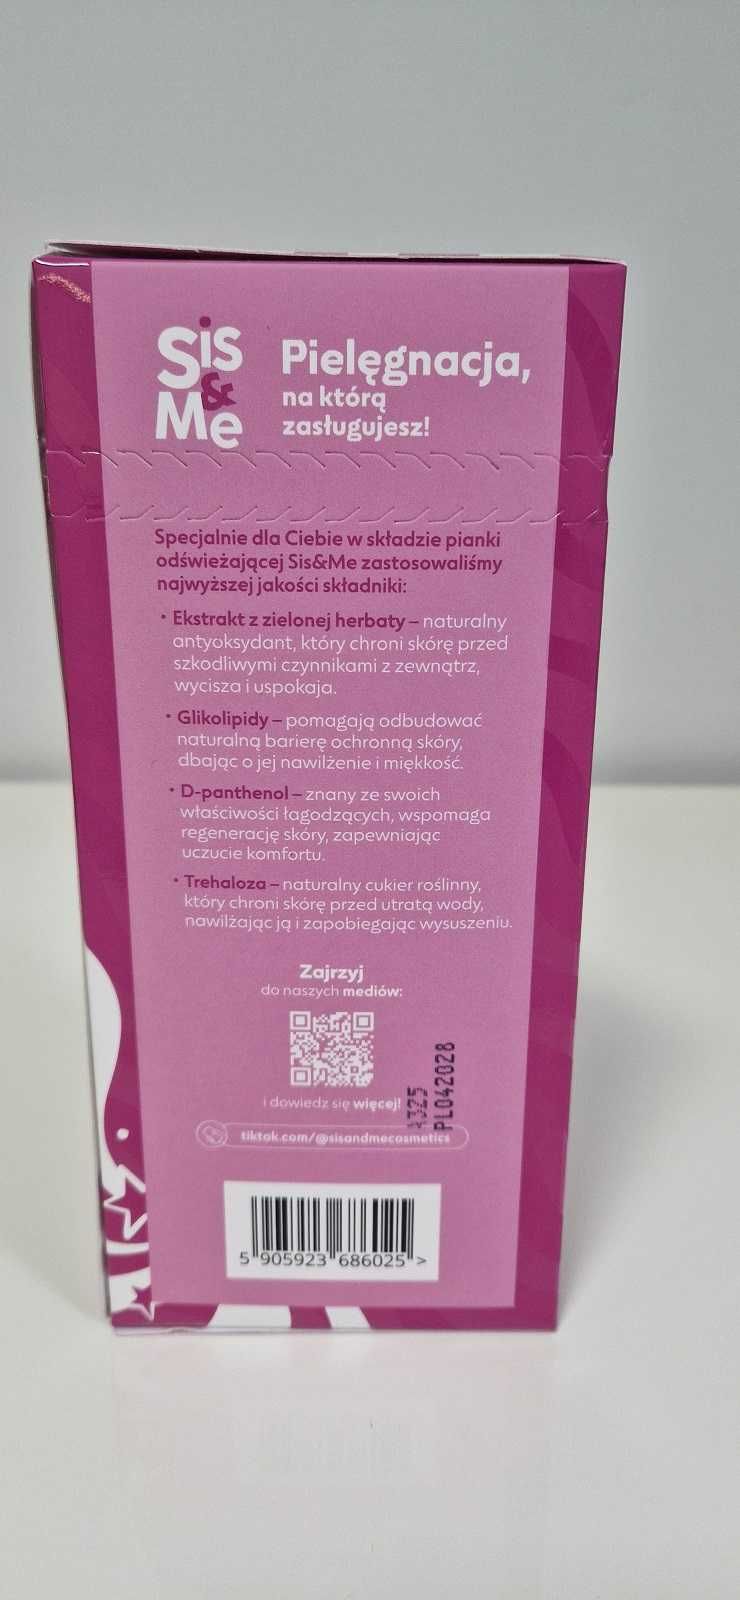 Sis
&
Me
Pielęgnacja,
na którą
zasługujesz!
Specjalnie dla Ciebie w składzie pianki
odświeżającej Sis&Me zastosowaliśmy
najwyższej jakości składniki:
• Ekstrakt z zielonej herbaty – naturalny
antyoksydant, który chroni skórę przed
szkodliwymi czynnikami z zewnątrz,
wycisza i uspokaja.
• Glikolipidy – pomagają odbudować
naturalną barierę ochronną skóry,
dbając o jej nawilżenie i miękkość.
• D-panthenol – znany ze swoich
właściwości łagodzących, wspomaga
regenerację skóry, zapewniając
uczucie komfortu.
• Trehaloza – naturalny cukier roślinny,
który chroni skórę przed utratą wody,
nawilżając ją i zapobiegając wysuszeniu.
Zajrzyj
do naszych mediów:
i dowiedz się więcej!
PL042028
tiktok.com/@sisandmecosmetics
5 905923 686025 >